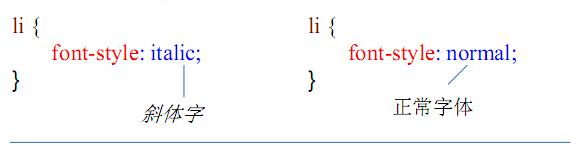 li {
font-style: italic;
}
斜体字
li {
font-style: normal;
}
正常字体